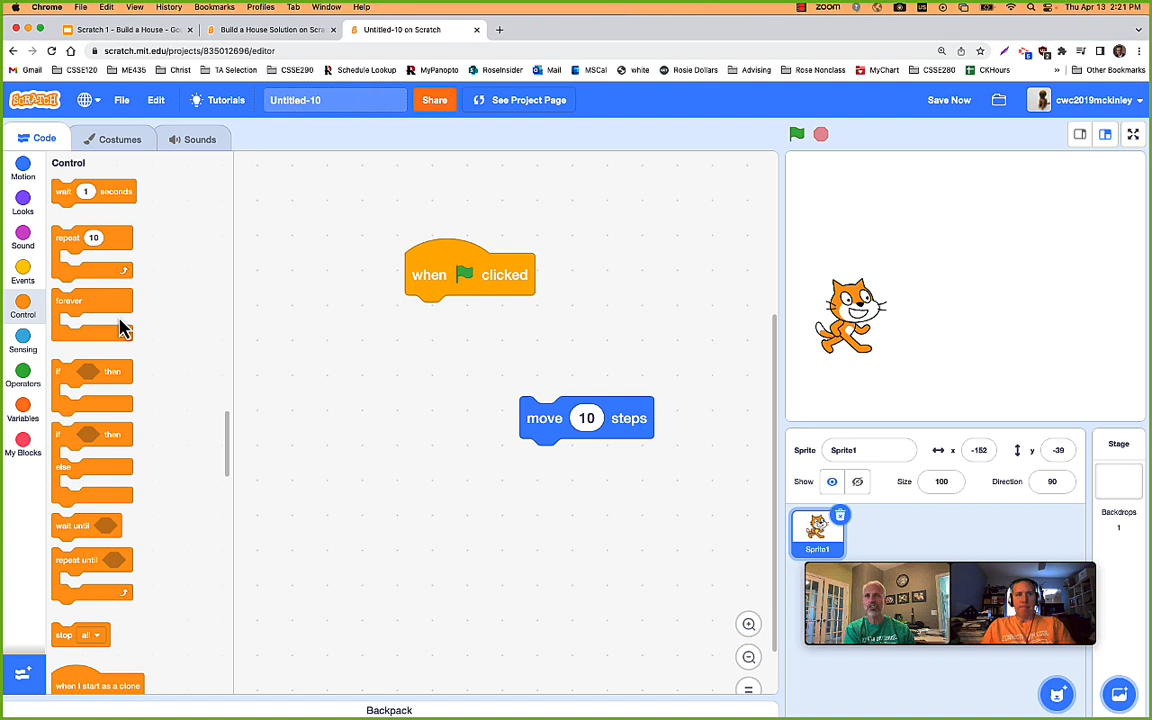 Chrome File Edit View History Bookmarks Profiles Tab Window Help zoom Thu Apr 13 2:21 PM
Scratch 1 - Build a House - Go Build a House Solution on Scra Untitled-10 on Scratch
scratch.mit.edu/projects/835012696/editor
Gmail CSSE120 ME435 Christ TA Selection CSSE290 Schedule Lookup MyPanopto RoseInsider Mail MSCal white Rosie Dollars Advising Rose Nonclass MyChart CSSE280 CKHours » Other Bookmarks
SCRATCH File Edit Tutorials Untitled-10 Share See Project Page Save Now cwc2019mckinley
Code Costumes Sounds
Motion
Looks
Sound
Events
Control
Sensing
Operators
Variables
My Blocks
Control
wait 1 seconds
repeat 10
forever
if then
if then
else
wait until
repeat until
stop all
when I start as a clone
when clicked
move 10 steps
Sprite Sprite1 x -152 y -39
Show Size 100 Direction 90
Sprite1
Stage
Backdrops
1
Backpack